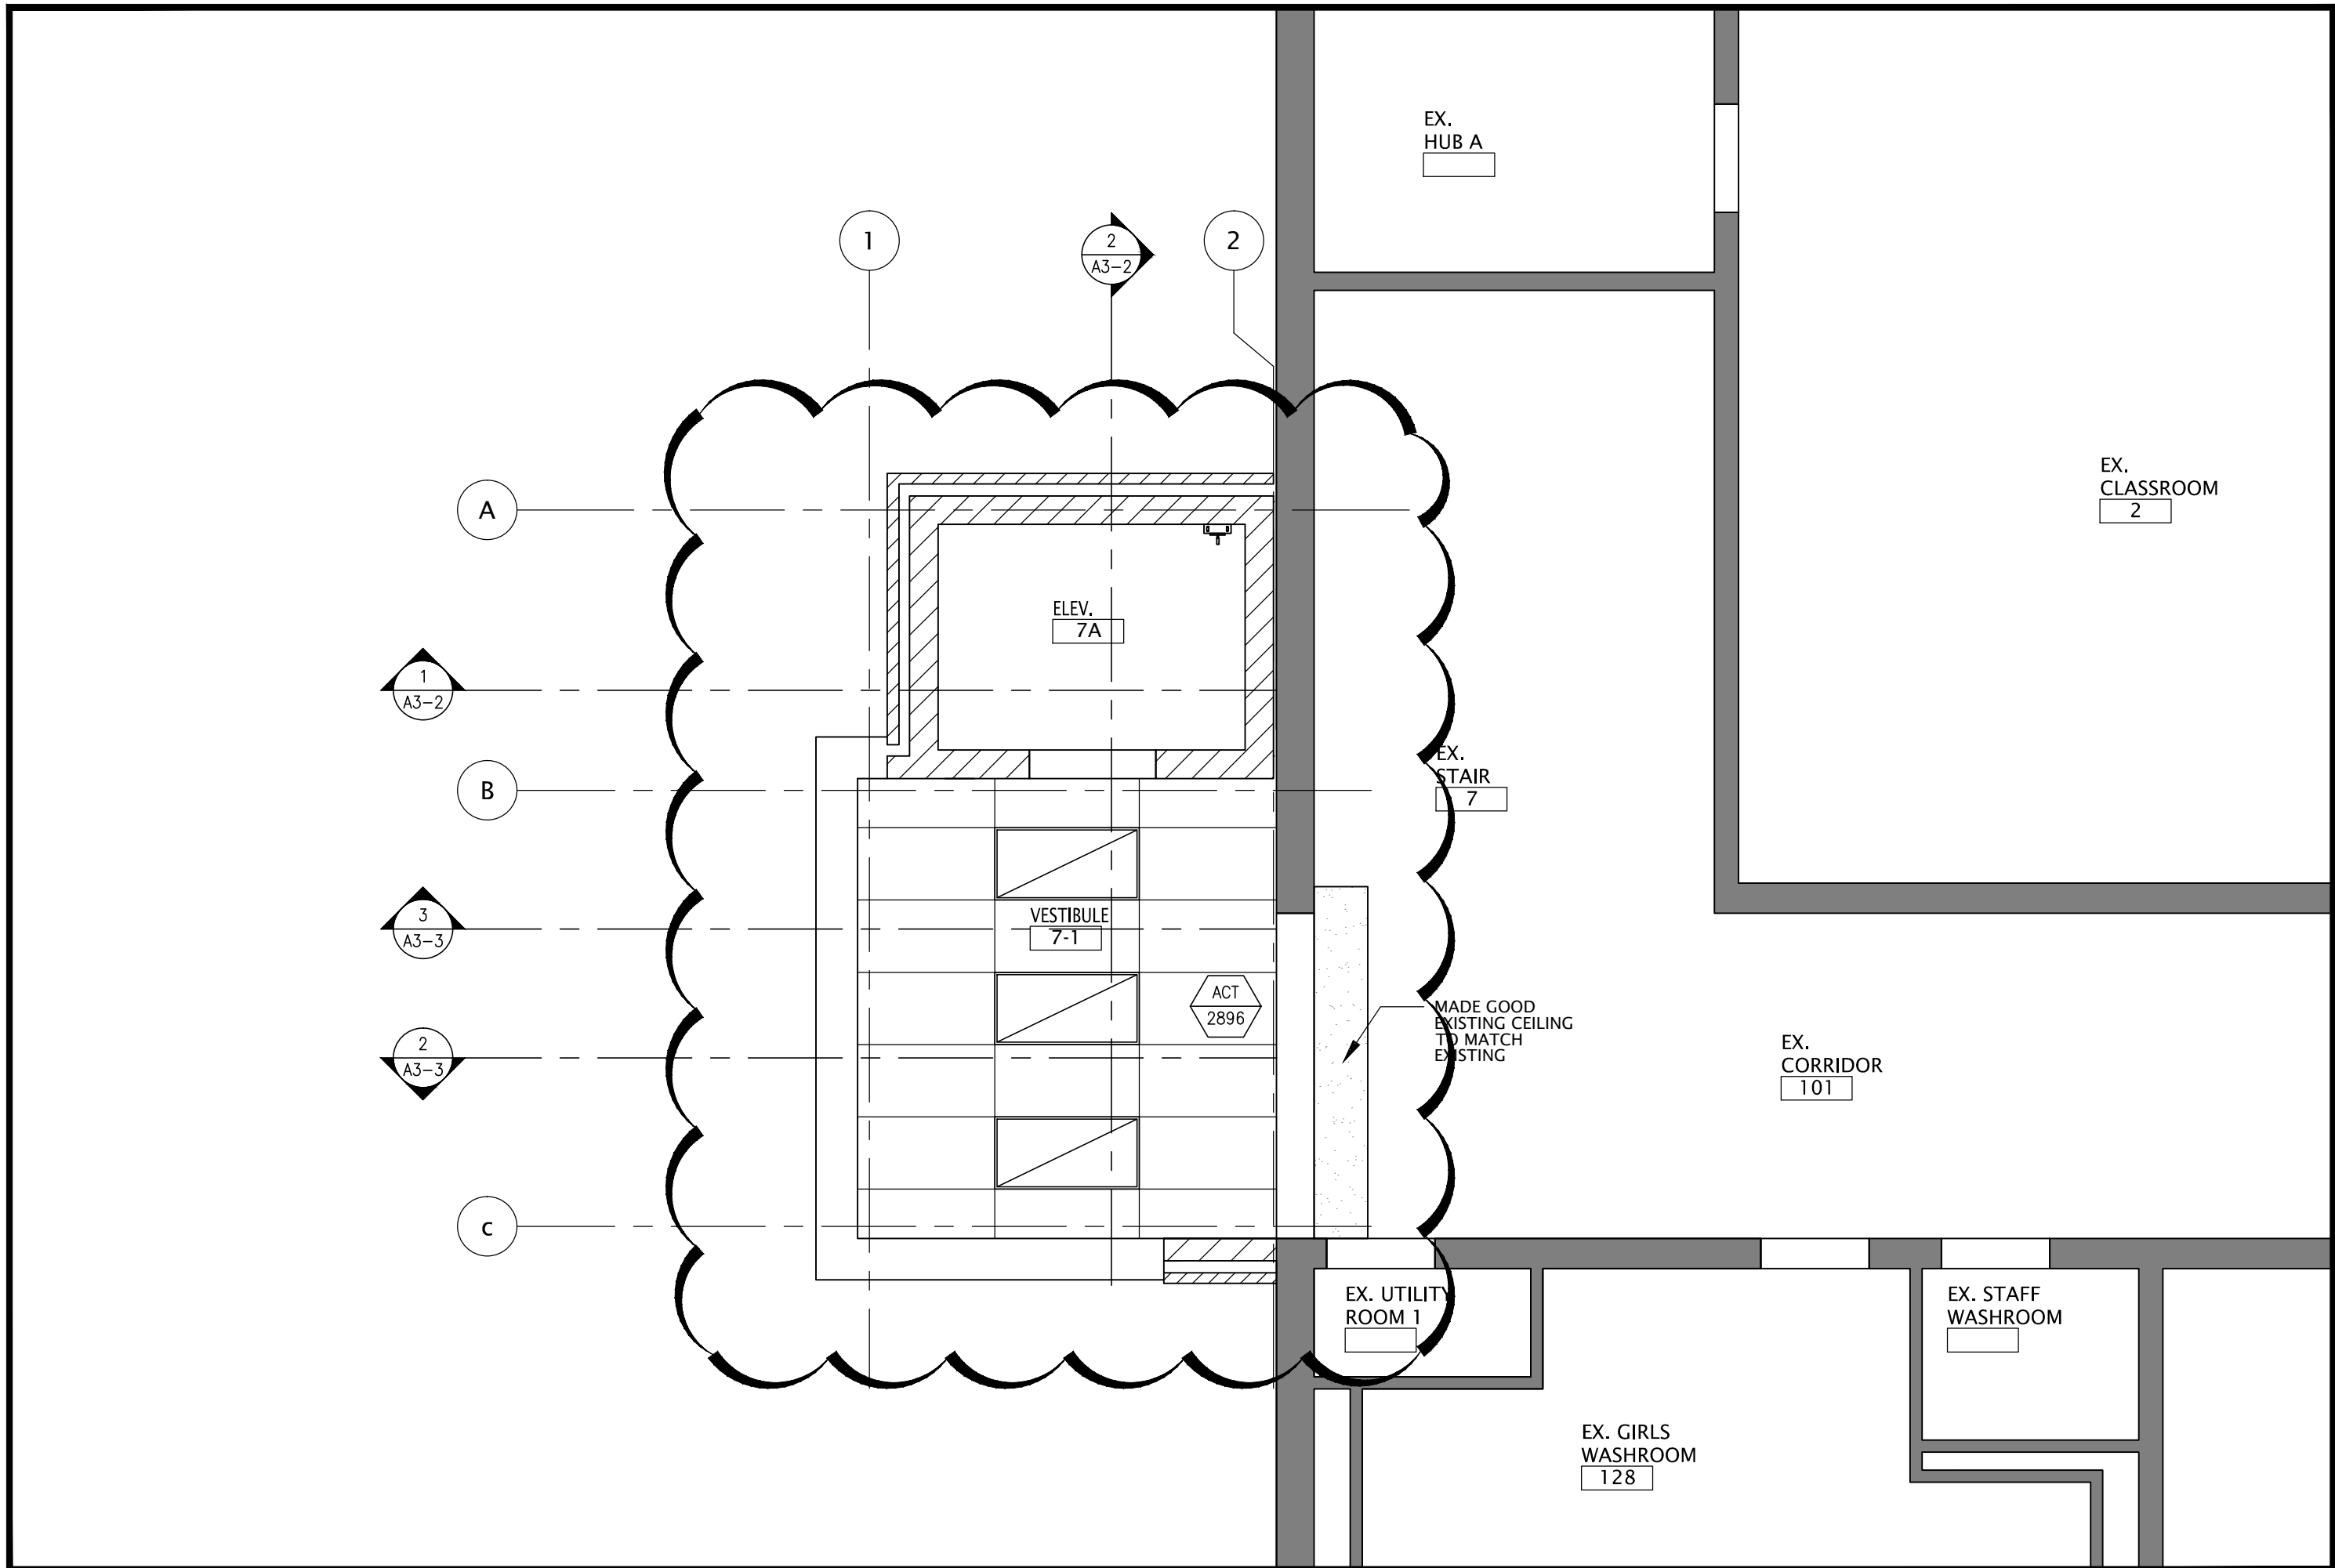 EX.
HUB A
1
2
A3-2
2
EX.
CLASSROOM
2
A
ELEV.
7A
1
A3-2
EX.
STAIR
7
B
VESTIBULE
7-1
3
A3-3
ACT
2896
MADE GOOD
EXISTING CEILING
TO MATCH
EXISTING
2
A3-3
EX.
CORRIDOR
101
c
EX. UTILITY
ROOM 1
EX. STAFF
WASHROOM
EX. GIRLS
WASHROOM
128